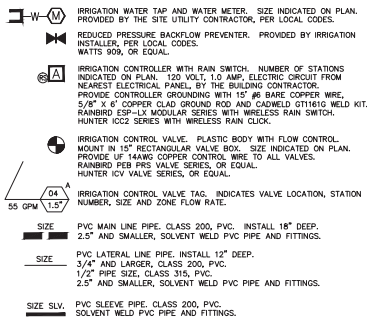 W M IRRIGATION WATER TAP AND WATER METER. SIZE INDICATED ON PLAN.
PROVIDED BY THE SITE UTILITY CONTRACTOR, PER LOCAL CODES.
REDUCED PRESSURE BACKFLOW PREVENTER. PROVIDED BY IRRIGATION
INSTALLER, PER LOCAL CODES.
WATTS 909, OR EQUAL.
RS A IRRIGATION CONTROLLER WITH RAIN SWITCH. NUMBER OF STATIONS
INDICATED ON PLAN. 120 VOLT, 1.0 AMP, ELECTRIC CIRCUIT FROM
NEAREST ELECTRICAL PANEL, BY THE BUILDING CONTRACTOR.
PROVIDE CONTROLLER GROUNDING WITH 15' #6 BARE COPPER WIRE,
5/8" X 6' COPPER CLAD GROUND ROD AND CADWELD GT1161G WELD KIT.
RAINBIRD ESP-LX MODULAR SERIES WITH WIRELESS RAIN SWITCH.
HUNTER ICC2 SERIES WITH WIRELESS RAIN CLICK.
IRRIGATION CONTROL VALVE. PLASTIC BODY WITH FLOW CONTROL.
MOUNT IN 15" RECTANGULAR VALVE BOX. SIZE INDICATED ON PLAN.
PROVIDE UF 14AWG COPPER CONTROL WIRE TO ALL VALVES.
RAINBIRD PEB PRS VALVE SERIES, OR EQUAL.
HUNTER ICV VALVE SERIES, OR EQUAL.
A
04 IRRIGATION CONTROL VALVE TAG. INDICATES VALVE LOCATION, STATION
55 GPM 1.5" NUMBER, SIZE AND ZONE FLOW RATE.
SIZE PVC MAIN LINE PIPE. CLASS 200, PVC. INSTALL 18" DEEP.
2.5" AND SMALLER, SOLVENT WELD PVC PIPE AND FITTINGS.
PVC LATERAL LINE PIPE. INSTALL 12" DEEP.
SIZE 3/4" AND LARGER, CLASS 200, PVC.
1/2" PIPE SIZE, CLASS 315, PVC.
2.5" AND SMALLER, SOLVENT WELD PVC PIPE AND FITTINGS.
SIZE SLV. PVC SLEEVE PIPE. CLASS 200, PVC.
SOLVENT WELD PVC PIPE AND FITTINGS.